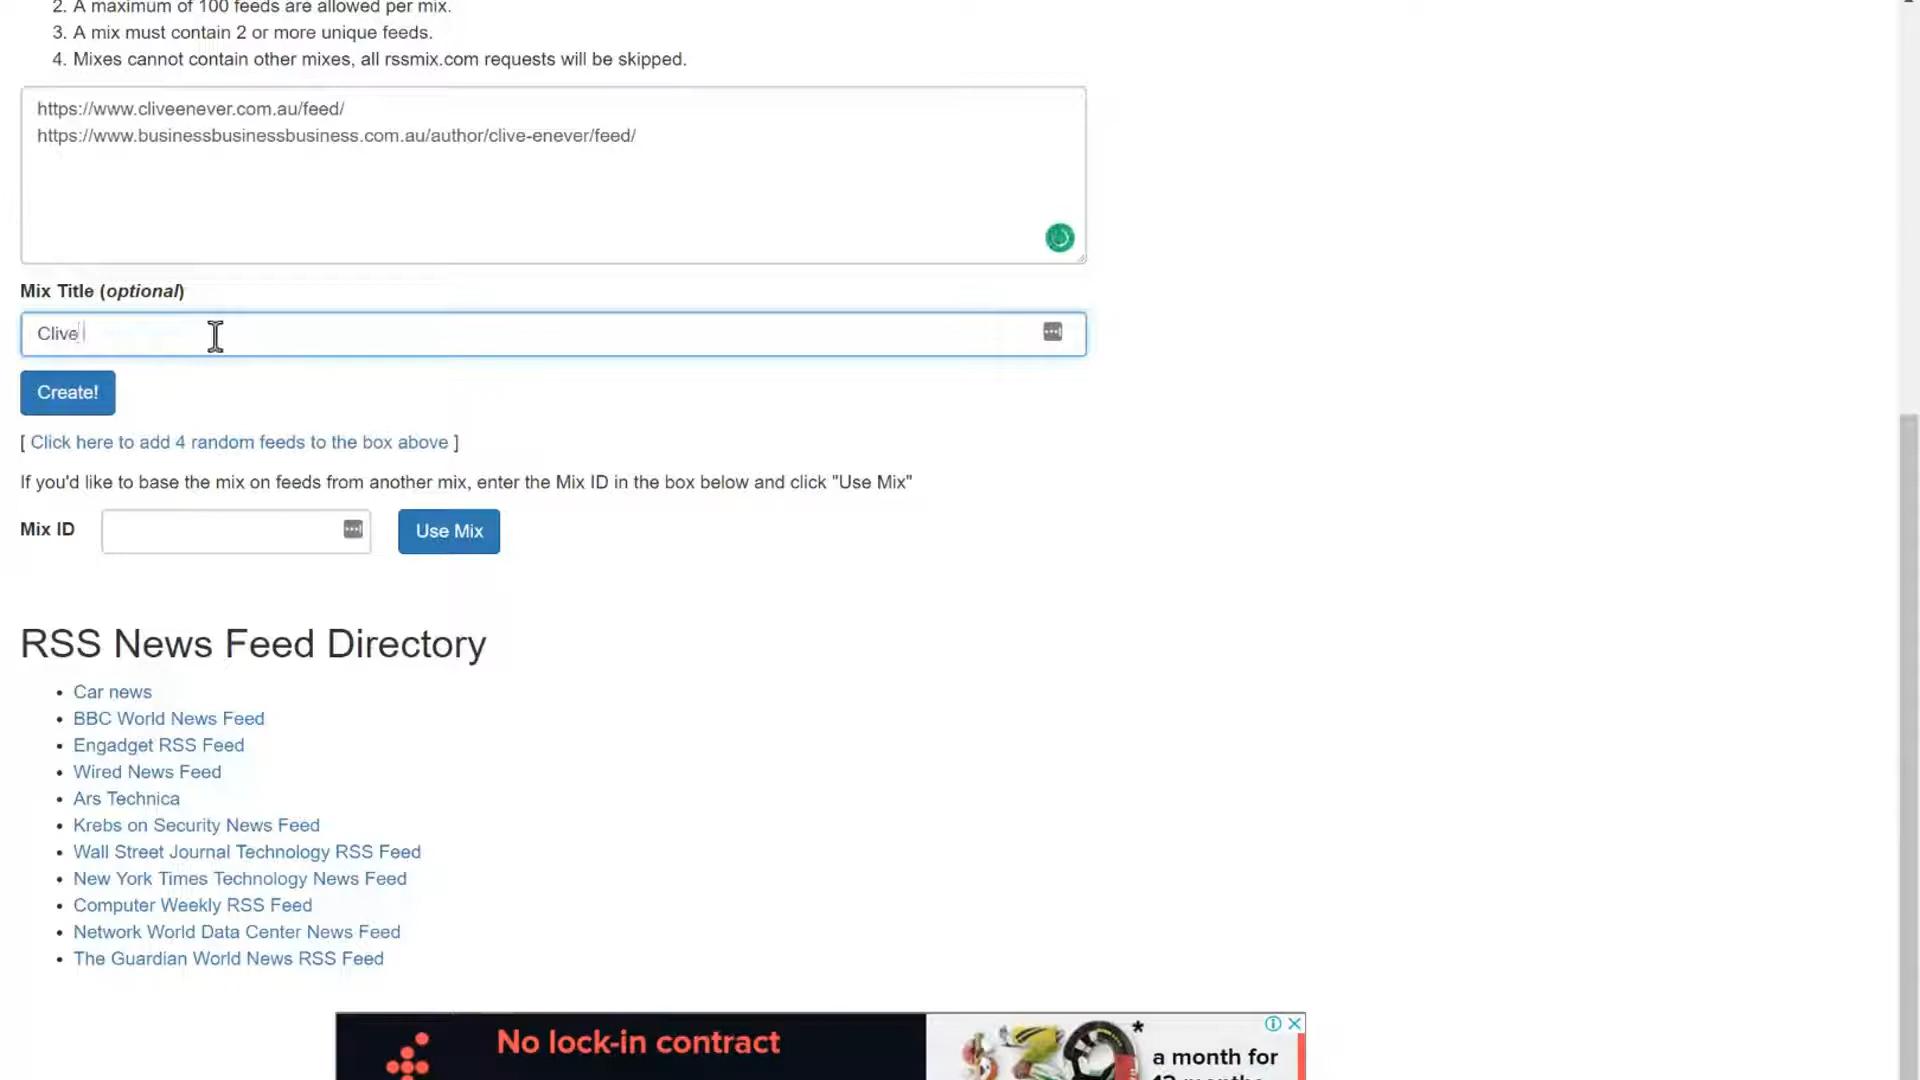 2. A maximum of 100 feeds are allowed per mix.
3. A mix must contain 2 or more unique feeds.
4. Mixes cannot contain other mixes, all rssmix.com requests will be skipped.
https://www.cliveenever.com.au/feed/
https://www.businessbusinessbusiness.com.au/author/clive-enever/feed/
Mix Title (optional)
Clive
Create!
[ Click here to add 4 random feeds to the box above ]
If you'd like to base the mix on feeds from another mix, enter the Mix ID in the box below and click "Use Mix"
Mix ID
Use Mix
RSS News Feed Directory
• Car news
• BBC World News Feed
• Engadget RSS Feed
• Wired News Feed
• Ars Technica
• Krebs on Security News Feed
• Wall Street Journal Technology RSS Feed
• New York Times Technology News Feed
• Computer Weekly RSS Feed
• Network World Data Center News Feed
• The Guardian World News RSS Feed
No lock-in contract
*
a month for